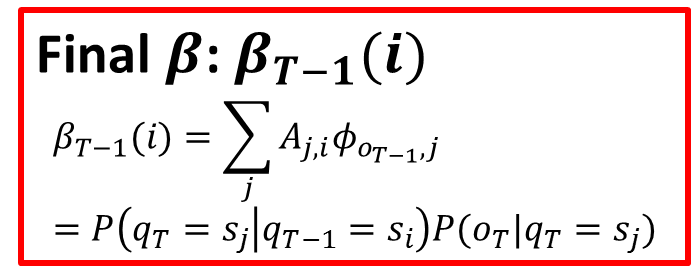 Final β: β_{T−1}(i)
β_{T−1}(i) = ∑_j A_{j,i}ϕ_{o_{T−1},j}
= P(q_T = s_j|q_{T−1} = s_i)P(o_T|q_T = s_j)